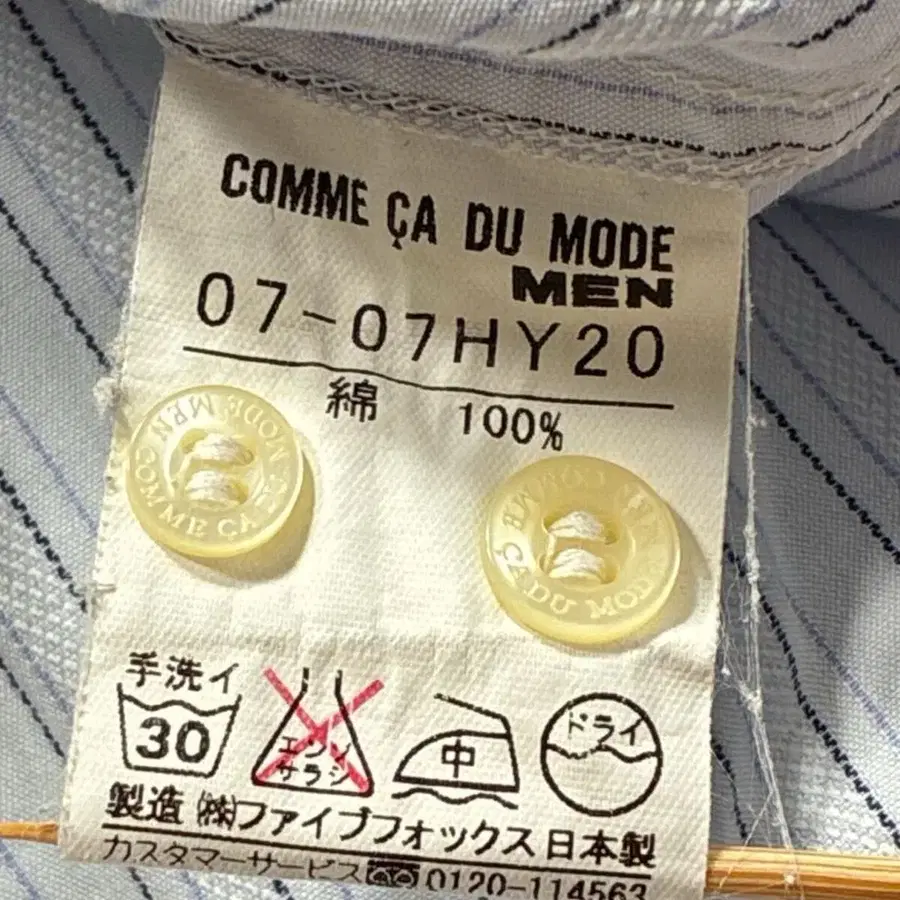 COMME ÇA DU MODE
MEN
07-07HY20
綿 100%
COMME ÇA DU MODE MEN
COMME ÇA DU MODE MEN
手洗イ
30
エンソ
サラシ
中
ドライ
製造 ㈱ファイブフォックス 日本製
カスタマーサービス 0120-114563